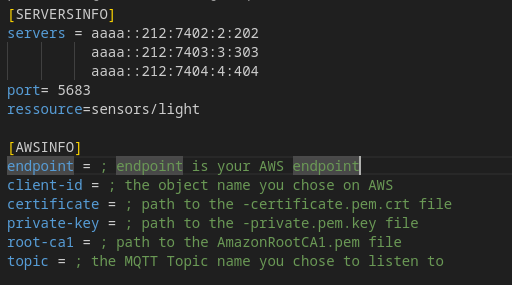 [SERVERSINFO]
servers = aaaa::212:7402:2:202
aaaa::212:7403:3:303
aaaa::212:7404:4:404
port= 5683
ressource=sensors/light
[AWSINFO]
endpoint = ; endpoint is your AWS endpoint
client-id = ; the object name you chose on AWS
certificate = ; path to the -certificate.pem.crt file
private-key = ; path to the -private.pem.key file
root-ca1 = ; path to the AmazonRootCA1.pem file
topic = ; the MQTT Topic name you chose to listen to